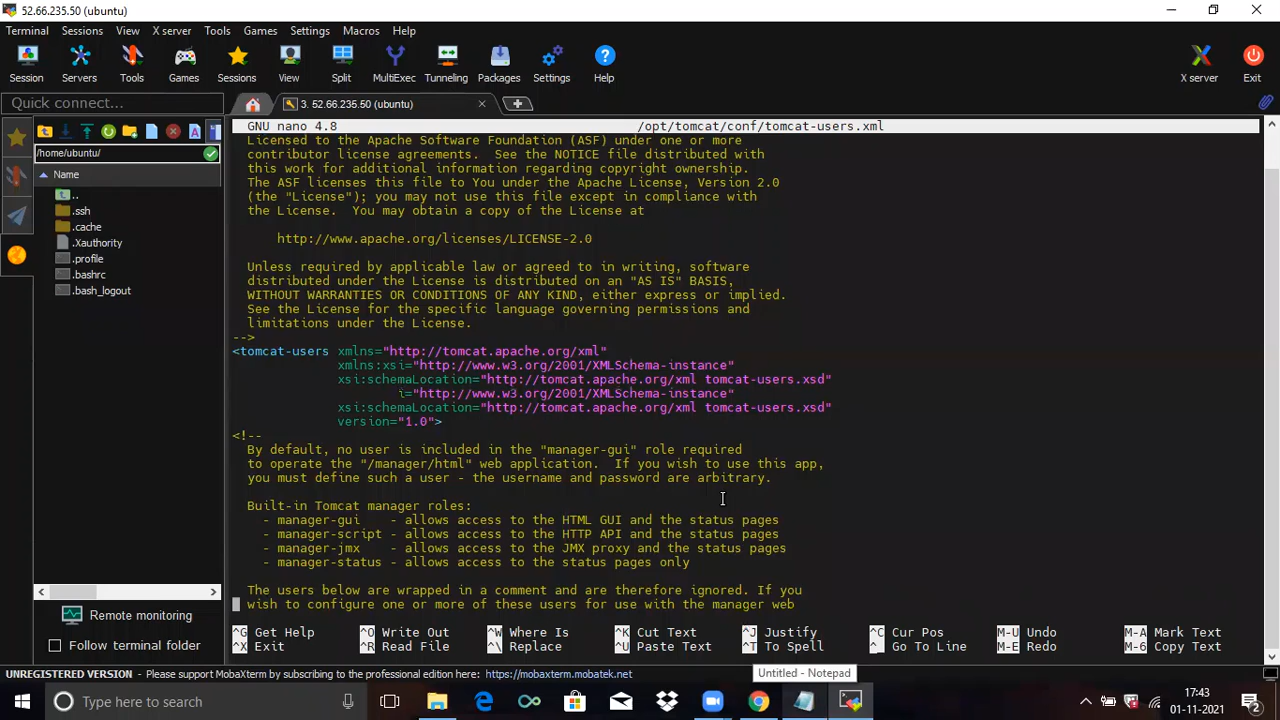 52.66.235.50 (ubuntu)
Terminal Sessions View X server Tools Games Settings Macros Help
Session Servers Tools Games Sessions View Split MultiExec Tunneling Packages Settings Help X server Exit
Quick connect...
3. 52.66.235.50 (ubuntu)
/home/ubuntu/
Name
..
.ssh
.cache
.Xauthority
.profile
.bashrc
.bash_logout
Remote monitoring
Follow terminal folder
GNU nano 4.8 /opt/tomcat/conf/tomcat-users.xml
Licensed to the Apache Software Foundation (ASF) under one or more
contributor license agreements.  See the NOTICE file distributed with
this work for additional information regarding copyright ownership.
The ASF licenses this file to You under the Apache License, Version 2.0
(the "License"); you may not use this file except in compliance with
the License.  You may obtain a copy of the License at
http://www.apache.org/licenses/LICENSE-2.0
Unless required by applicable law or agreed to in writing, software
distributed under the License is distributed on an "AS IS" BASIS,
WITHOUT WARRANTIES OR CONDITIONS OF ANY KIND, either express or implied.
See the License for the specific language governing permissions and
limitations under the License.
-->
<tomcat-users xmlns="http://tomcat.apache.org/xml"
xmlns:xsi="http://www.w3.org/2001/XMLSchema-instance"
xsi:schemaLocation="http://tomcat.apache.org/xml tomcat-users.xsd"
i="http://www.w3.org/2001/XMLSchema-instance"
xsi:schemaLocation="http://tomcat.apache.org/xml tomcat-users.xsd"
version="1.0">
<!--
By default, no user is included in the "manager-gui" role required
to operate the "/manager/html" web application.  If you wish to use this app,
you must define such a user - the username and password are arbitrary.
Built-in Tomcat manager roles:
- manager-gui    - allows access to the HTML GUI and the status pages
- manager-script - allows access to the HTTP API and the status pages
- manager-jmx    - allows access to the JMX proxy and the status pages
- manager-status - allows access to the status pages only
The users below are wrapped in a comment and are therefore ignored. If you
wish to configure one or more of these users for use with the manager web
^G Get Help ^O Write Out ^W Where Is ^K Cut Text ^J Justify ^C Cur Pos M-U Undo M-A Mark Text
^X Exit ^R Read File ^\ Replace ^U Paste Text ^T To Spell ^_ Go To Line M-E Redo M-6 Copy Text
Untitled - Notepad
UNREGISTERED VERSION - Please support MobaXterm by subscribing to the professional edition here: https://mobaxterm.mobatek.net
Type here to search
17:43
01-11-2021
2